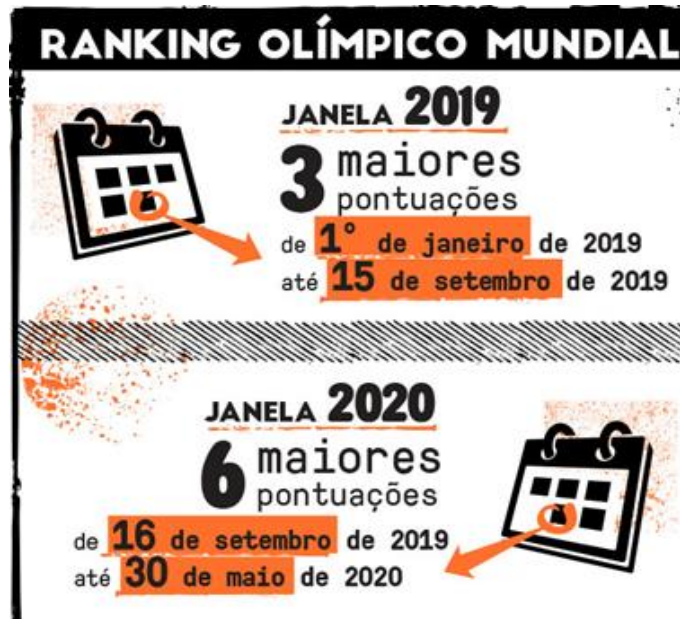 RANKING OLÍMPICO MUNDIAL
JANELA 2019
3 maiores
pontuações
de 1° de janeiro de 2019
até 15 de setembro de 2019
JANELA 2020
6 maiores
pontuações
de 16 de setembro de 2019
até 30 de maio de 2020